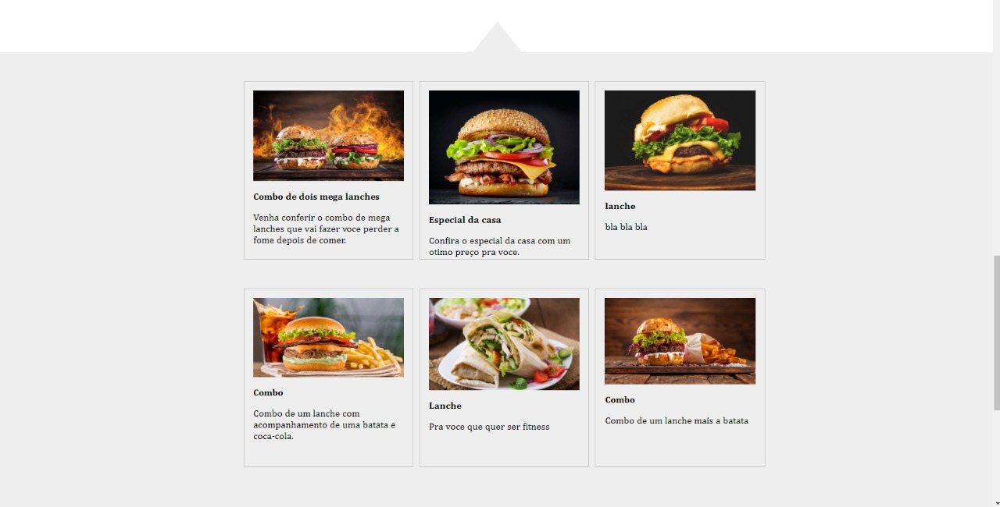 Combo de dois mega lanches
Venha conferir o combo de mega
lanches que vai fazer voce perder a
fome depois de comer.
Especial da casa
Confira o especial da casa com um
otimo preço pra voce.
lanche
bla bla bla
Combo
Combo de um lanche com
acompanhamento de uma batata e
coca-cola.
Lanche
Pra voce que quer ser fitness
Combo
Combo de um lanche mais a batata